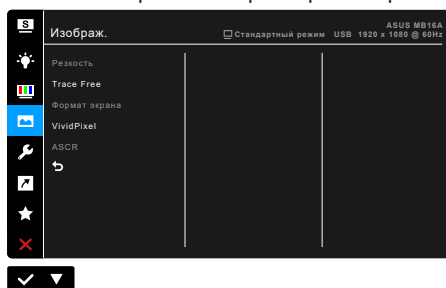 S
Изображ.
ASUS MB16A
Стандартный режим USB 1920 x 1080 @ 60Hz
Резкость
Trace Free
Формат экрана
VividPixel
ASCR